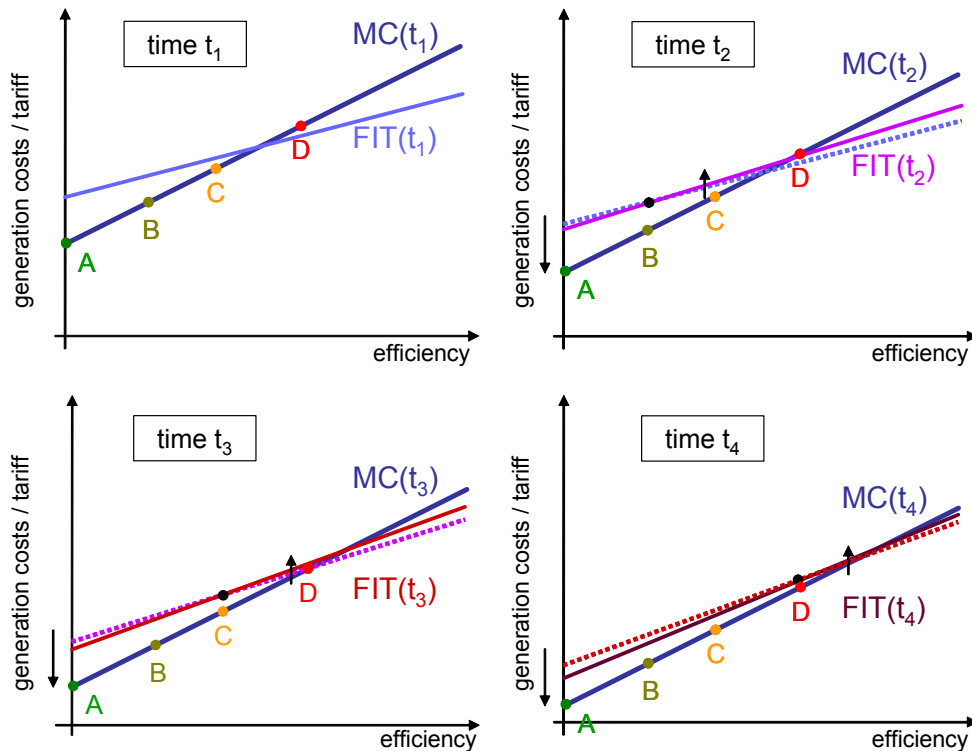 time t1
MC(t1)
FIT(t1)
A
B
C
D
generation costs / tariff
efficiency
time t2
MC(t2)
FIT(t2)
A
B
C
D
generation costs / tariff
efficiency
time t3
MC(t3)
FIT(t3)
A
B
C
D
generation costs / tariff
efficiency
time t4
MC(t4)
FIT(t4)
A
B
C
D
generation costs / tariff
efficiency